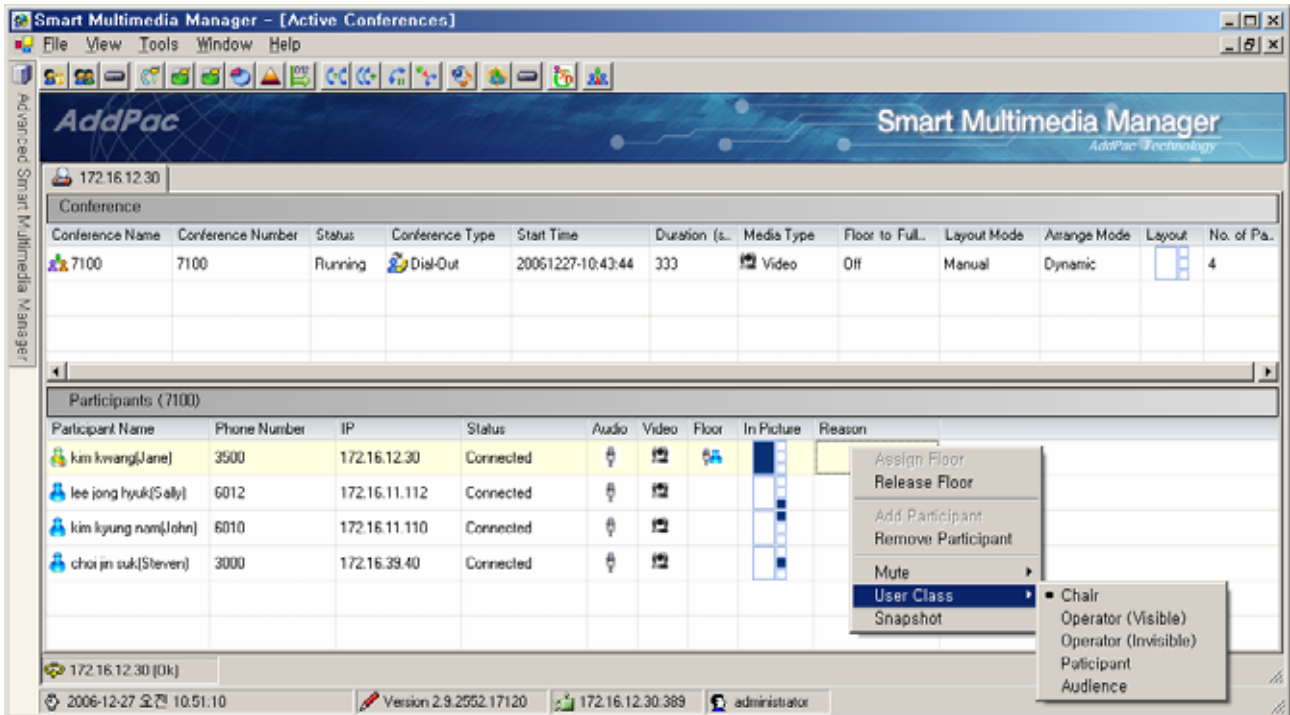 Smart Multimedia Manager - [Active Conferences]
File View Tools Window Help
Advanced Smart Multimedia Manager
AddPac
Smart Multimedia Manager
AddPac Technology
172.16.12.30
Conference
Conference Name Conference Number Status Conference Type Start Time Duration (s... Media Type Floor to Full... Layout Mode Arrange Mode Layout No. of Pa...
7100 7100 Running Dial-Out 20061227-10:43:44 333 Video Off Manual Dynamic 4
Participants (7100)
Participant Name Phone Number IP Status Audio Video Floor In Picture Reason
kim kwang(Jane) 3500 172.16.12.30 Connected
lee jong hyuk(Sally) 6012 172.16.11.112 Connected
kim kyung nam(John) 6010 172.16.11.110 Connected
choi jin suk(Steven) 3000 172.16.39.40 Connected
Assign Floor
Release Floor
Add Participant
Remove Participant
Mute
User Class
Snapshot
Chair
Operator (Visible)
Operator (Invisible)
Paticipant
Audience
172.16.12.30 [Ok]
2006-12-27 오전 10:51:10 Version 2.9.2552.17120 172.16.12.30:389 administrator